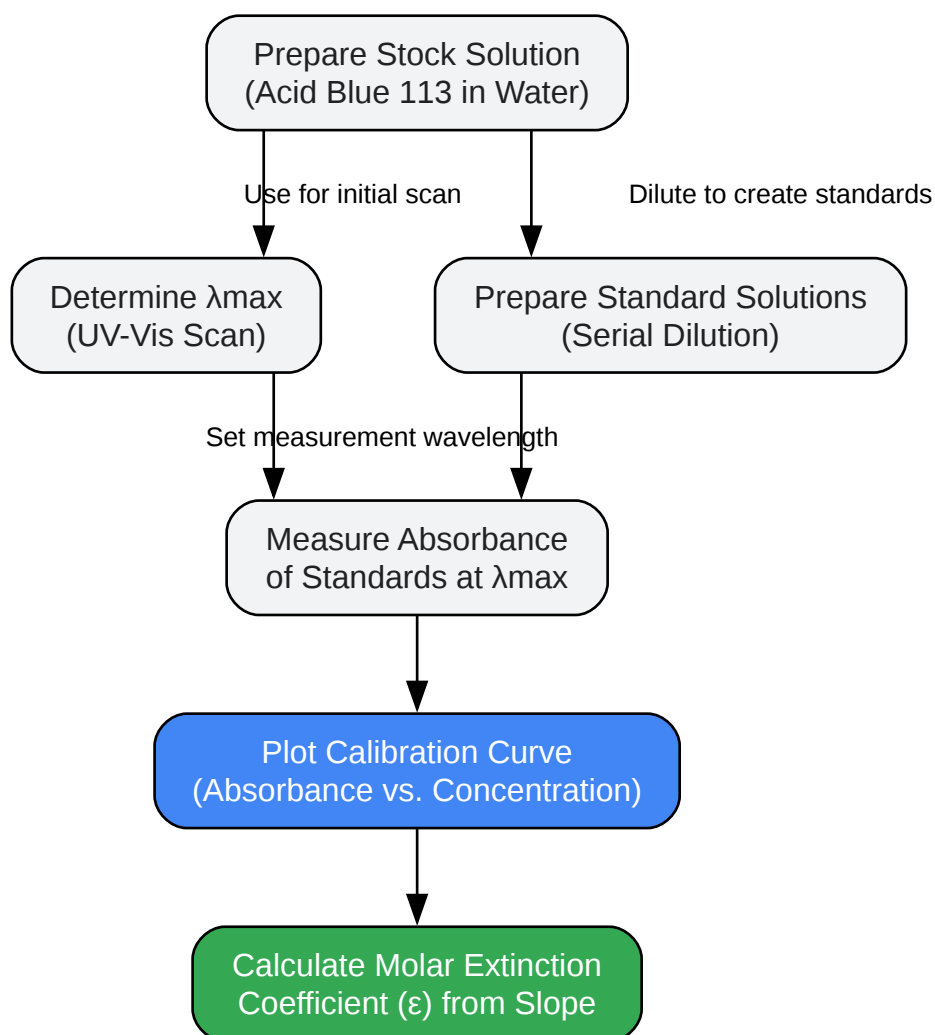 Prepare Stock Solution
(Acid Blue 113 in Water)
Use for initial scan
Dilute to create standards
Determine λmax
(UV-Vis Scan)
Prepare Standard Solutions
(Serial Dilution)
Set measurement wavelength
Measure Absorbance
of Standards at λmax
Plot Calibration Curve
(Absorbance vs. Concentration)
Calculate Molar Extinction
Coefficient (ε) from Slope